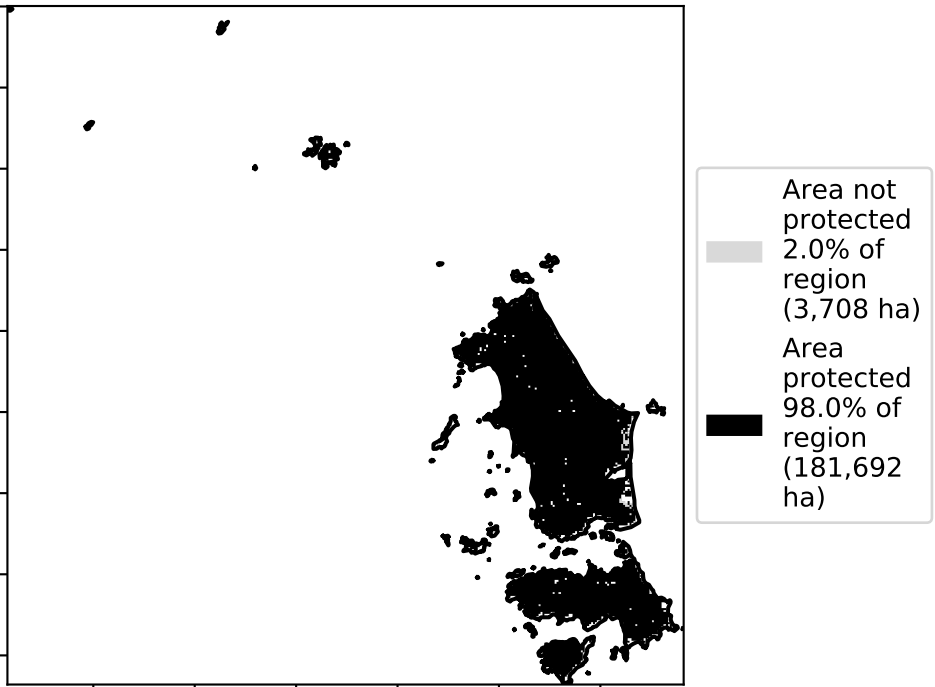 Area not
protected
2.0% of
region
(3,708 ha)
Area
protected
98.0% of
region
(181,692
ha)